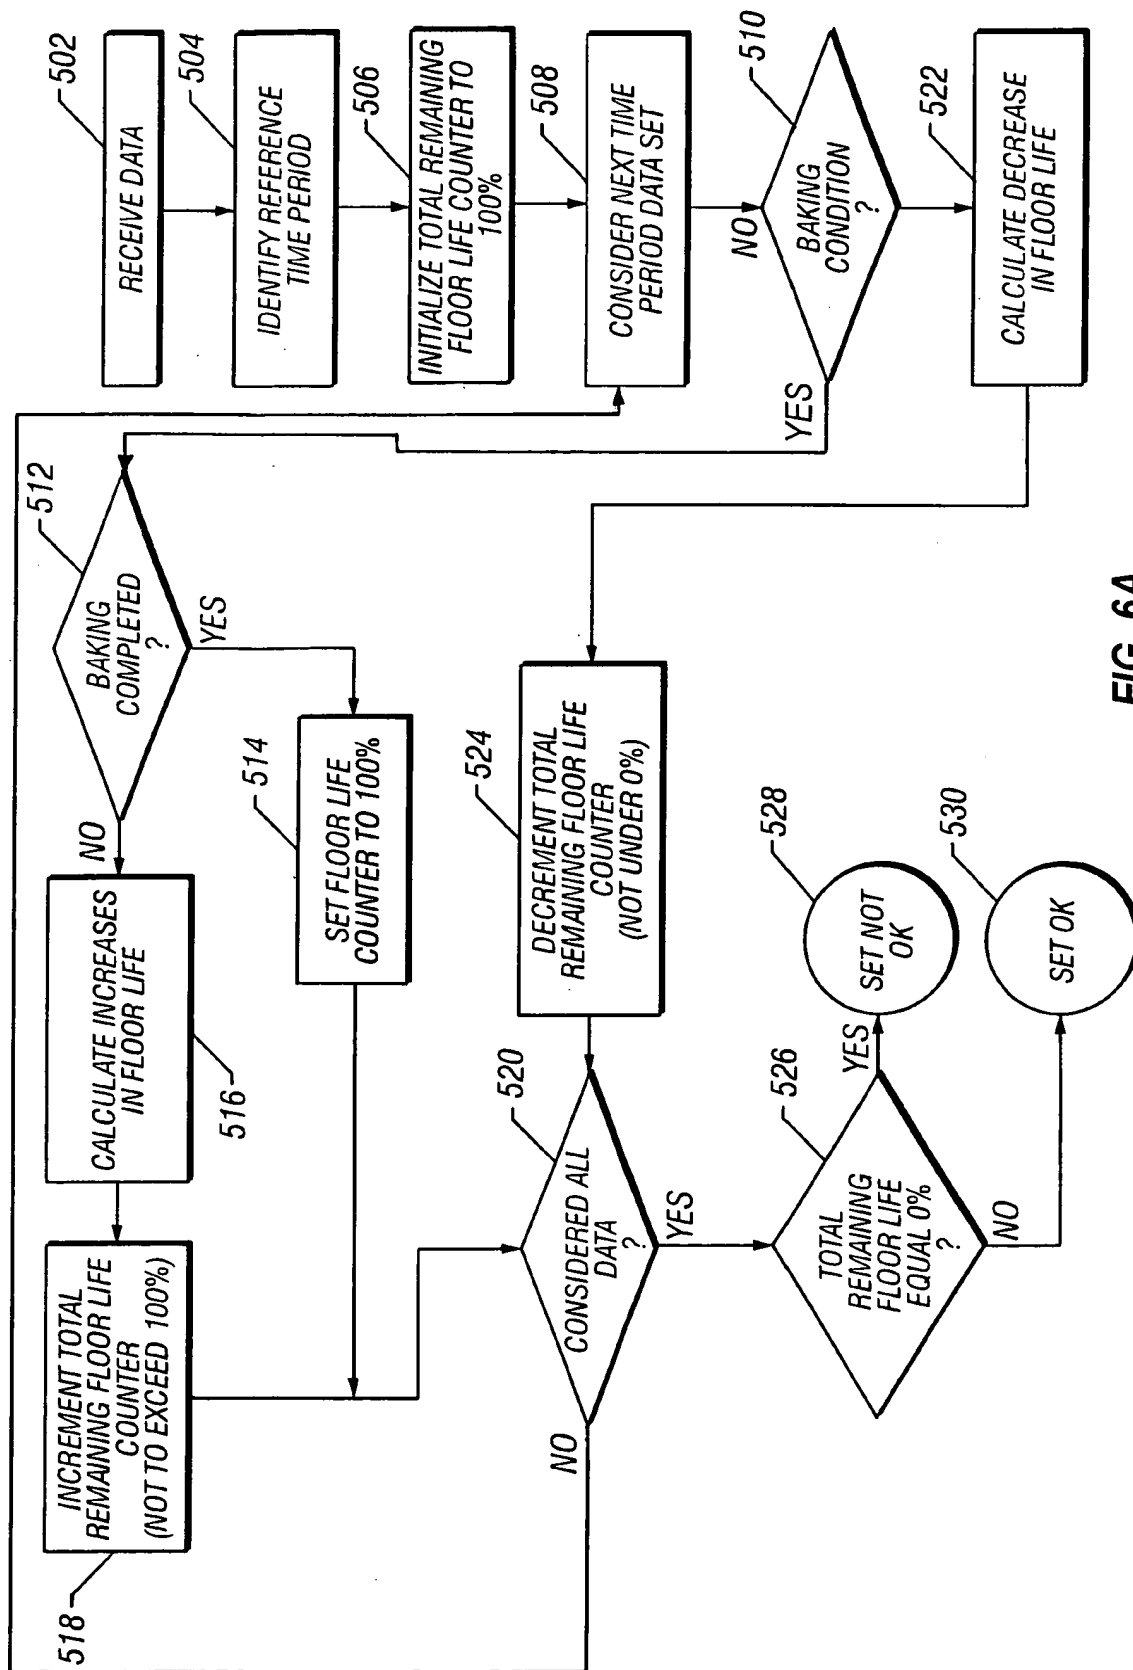 502
RECEIVE DATA
504
IDENTIFY REFERENCE
TIME PERIOD
506
INITIALIZE TOTAL REMAINING
FLOOR LIFE COUNTER TO
100%
508
CONSIDER NEXT TIME
PERIOD DATA SET
510
BAKING
CONDITION
?
NO
YES
522
CALCULATE DECREASE
IN FLOOR LIFE
512
BAKING
COMPLETED
?
YES
NO
514
SET FLOOR LIFE
COUNTER TO 100%
516
CALCULATE INCREASES
IN FLOOR LIFE
518
INCREMENT TOTAL
REMAINING FLOOR LIFE
COUNTER
(NOT TO EXCEED 100%)
524
DECREMENT TOTAL
REMAINING FLOOR LIFE
COUNTER
(NOT UNDER 0%)
520
CONSIDERED ALL
DATA
?
NO
YES
526
TOTAL
REMAINING
FLOOR LIFE
EQUAL 0%
?
YES
NO
528
SET NOT
OK
530
SET OK
FIG. 6A